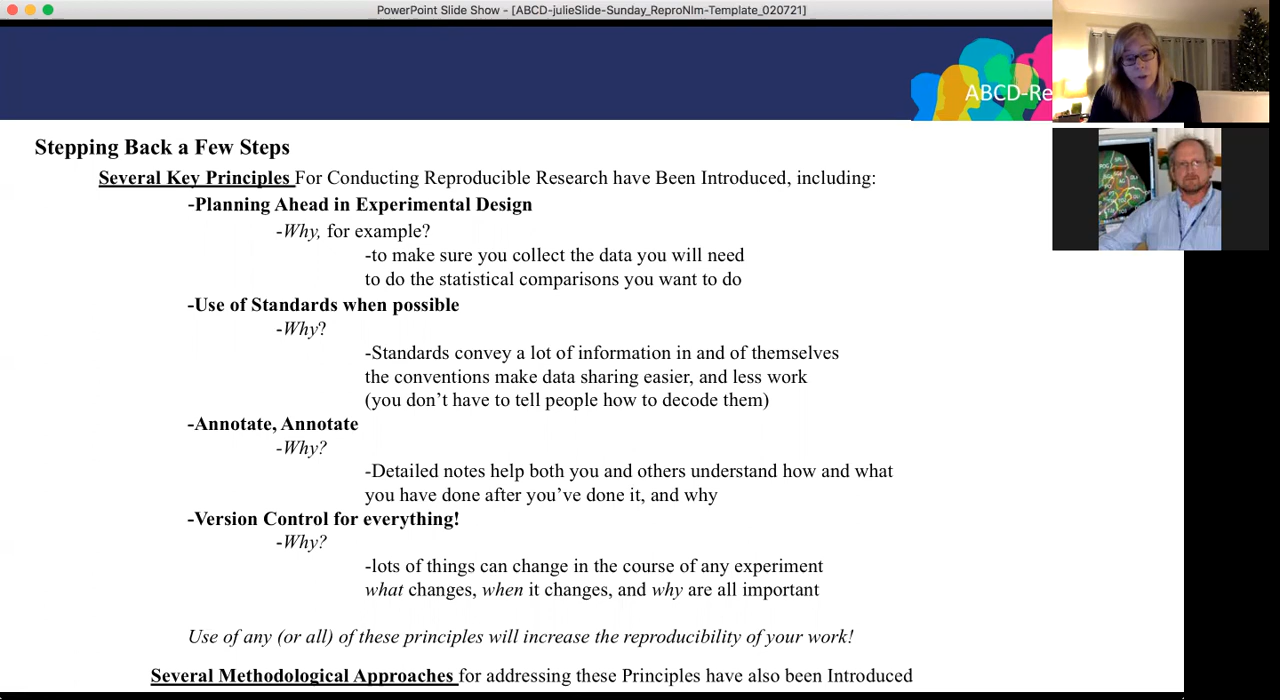 PowerPoint Slide Show - [ABCD-julieSlide-Sunday_ReproNIm-Template_020721]
ABCD-Re
Stepping Back a Few Steps
Several Key Principles For Conducting Reproducible Research have Been Introduced, including:
-Planning Ahead in Experimental Design
-Why, for example?
-to make sure you collect the data you will need
to do the statistical comparisons you want to do
-Use of Standards when possible
-Why?
-Standards convey a lot of information in and of themselves
the conventions make data sharing easier, and less work
(you don’t have to tell people how to decode them)
-Annotate, Annotate
-Why?
-Detailed notes help both you and others understand how and what
you have done after you’ve done it, and why
-Version Control for everything!
-Why?
-lots of things can change in the course of any experiment
what changes, when it changes, and why are all important
Use of any (or all) of these principles will increase the reproducibility of your work!
Several Methodological Approaches for addressing these Principles have also been Introduced